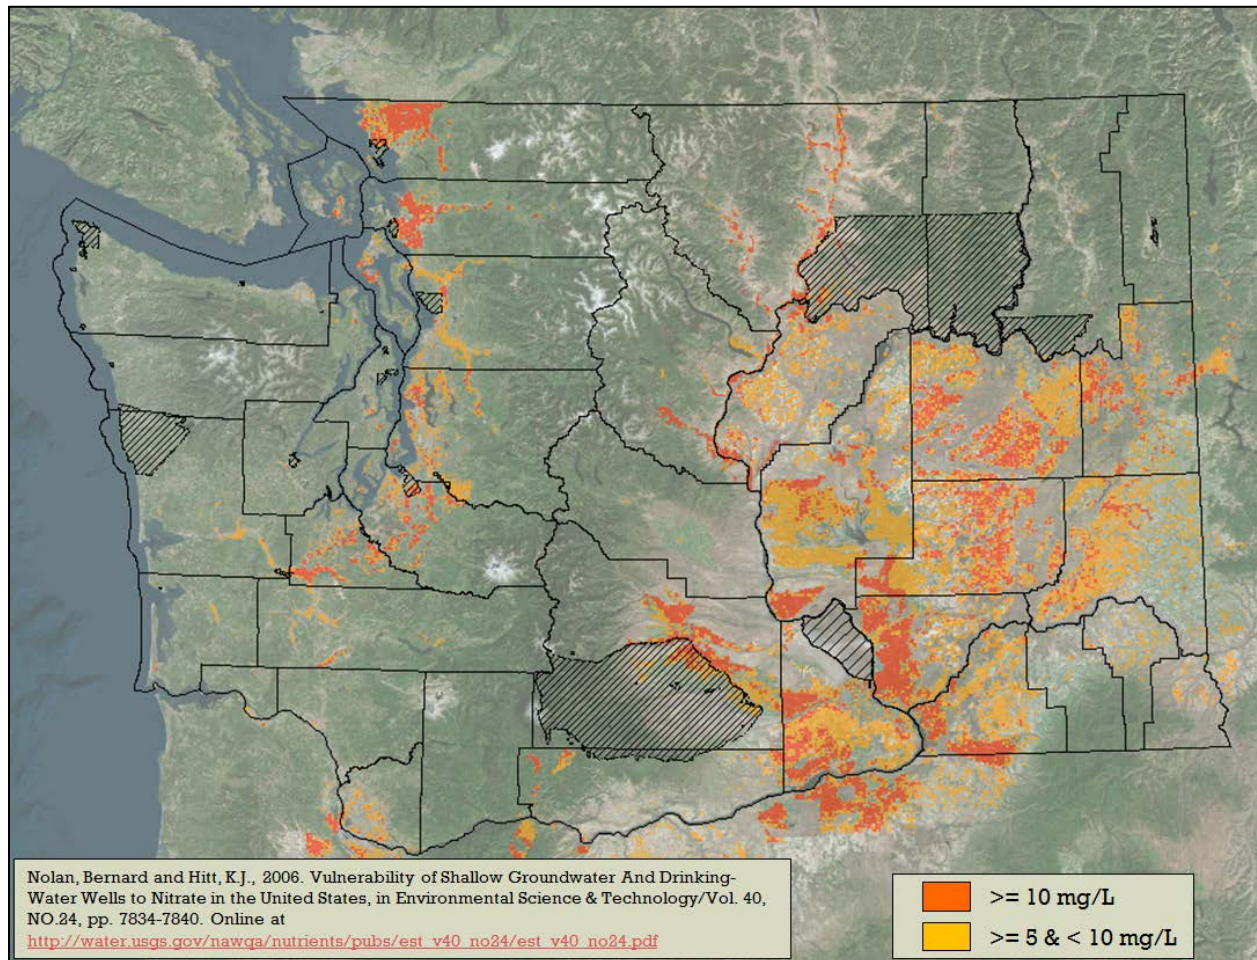 Nolan, Bernard and Hitt, K.J., 2006. Vulnerability of Shallow Groundwater And Drinking-
Water Wells to Nitrate in the United States, in Environmental Science & Technology/Vol. 40,
NO.24, pp. 7834-7840. Online at
http://water.usgs.gov/nawqa/nutrients/pubs/est_v40_no24/est_v40_no24.pdf
>= 10 mg/L
>= 5 & < 10 mg/L